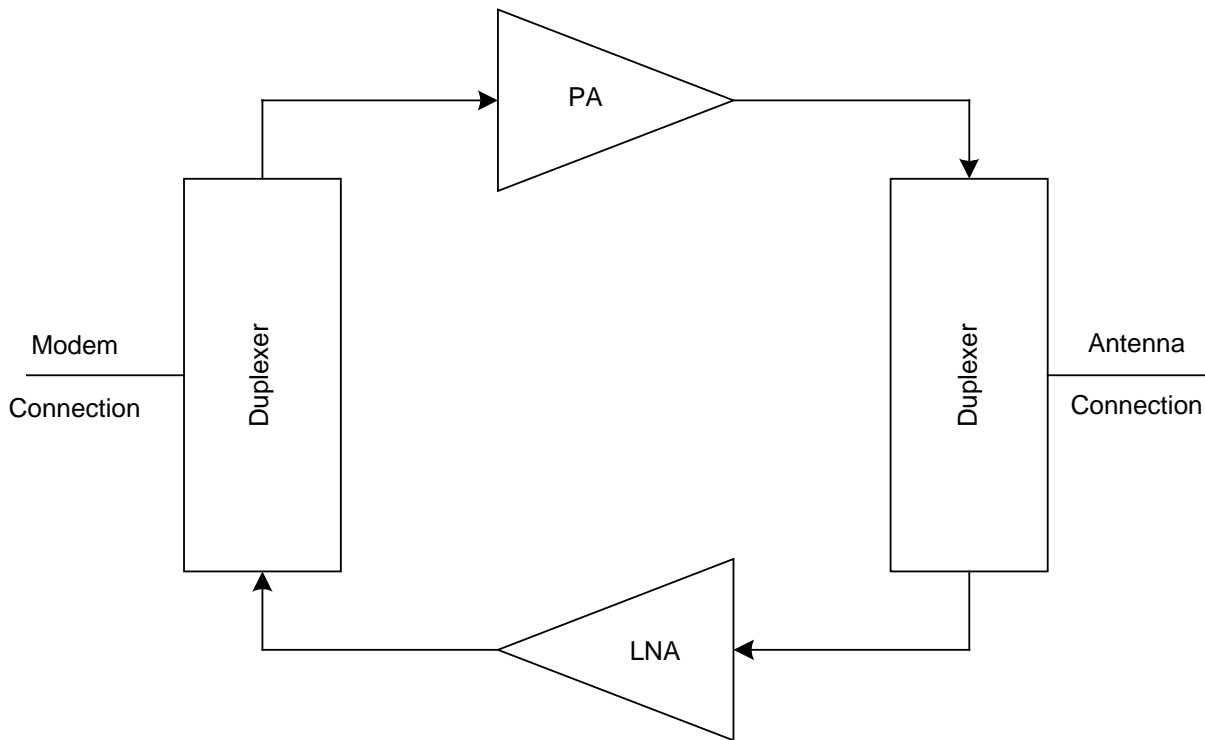 PA
Modem
Connection
Duplexer
Duplexer
Antenna
Connection
LNA